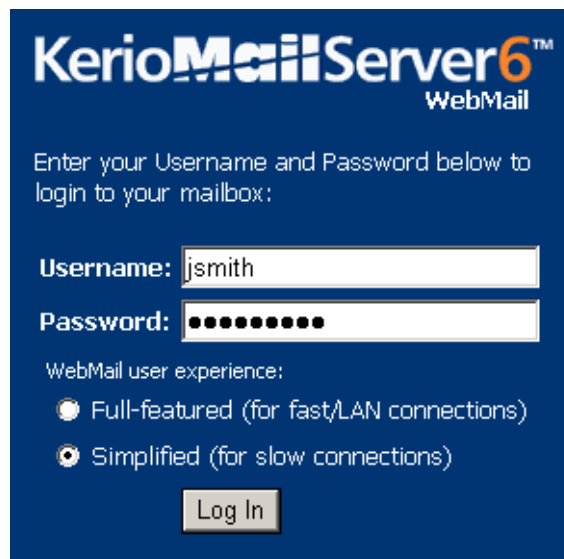 KerioMailServer6™
WebMail
Enter your Username and Password below to
login to your mailbox:
Username: jsmith
Password: ●●●●●●●●●
WebMail user experience:
Full-featured (for fast/LAN connections)
Simplified (for slow connections)
Log In